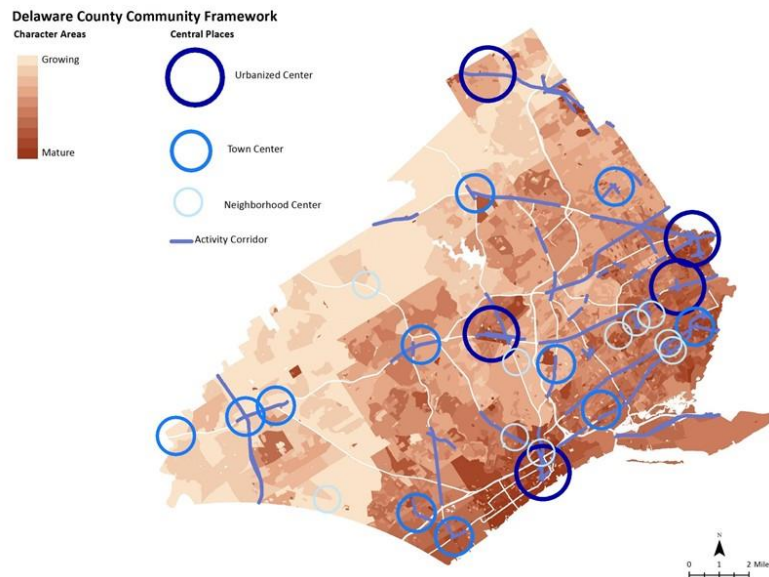 Delaware County Community Framework
Character Areas
Central Places
Growing
Mature
Urbanized Center
Town Center
Neighborhood Center
Activity Corridor
N
0 1 2 Mile